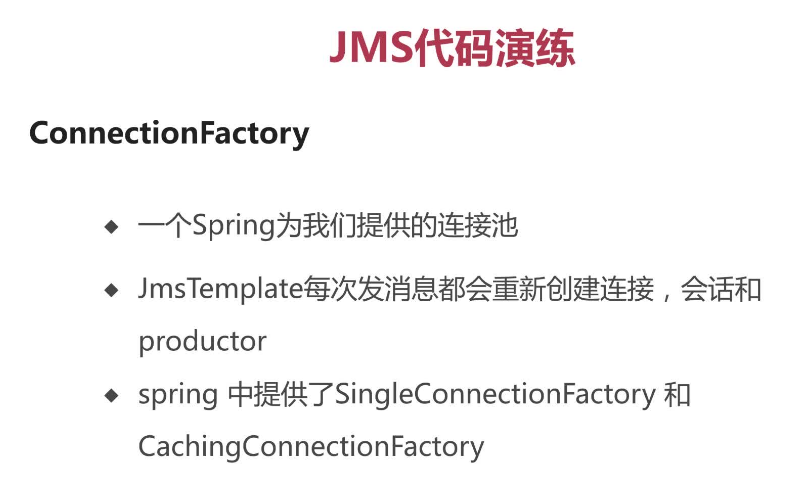 JMS代码演练
ConnectionFactory
一个Spring为我们提供的连接池
JmsTemplate每次发消息都会重新创建连接，会话和
productor
spring 中提供了SingleConnectionFactory 和
CachingConnectionFactory